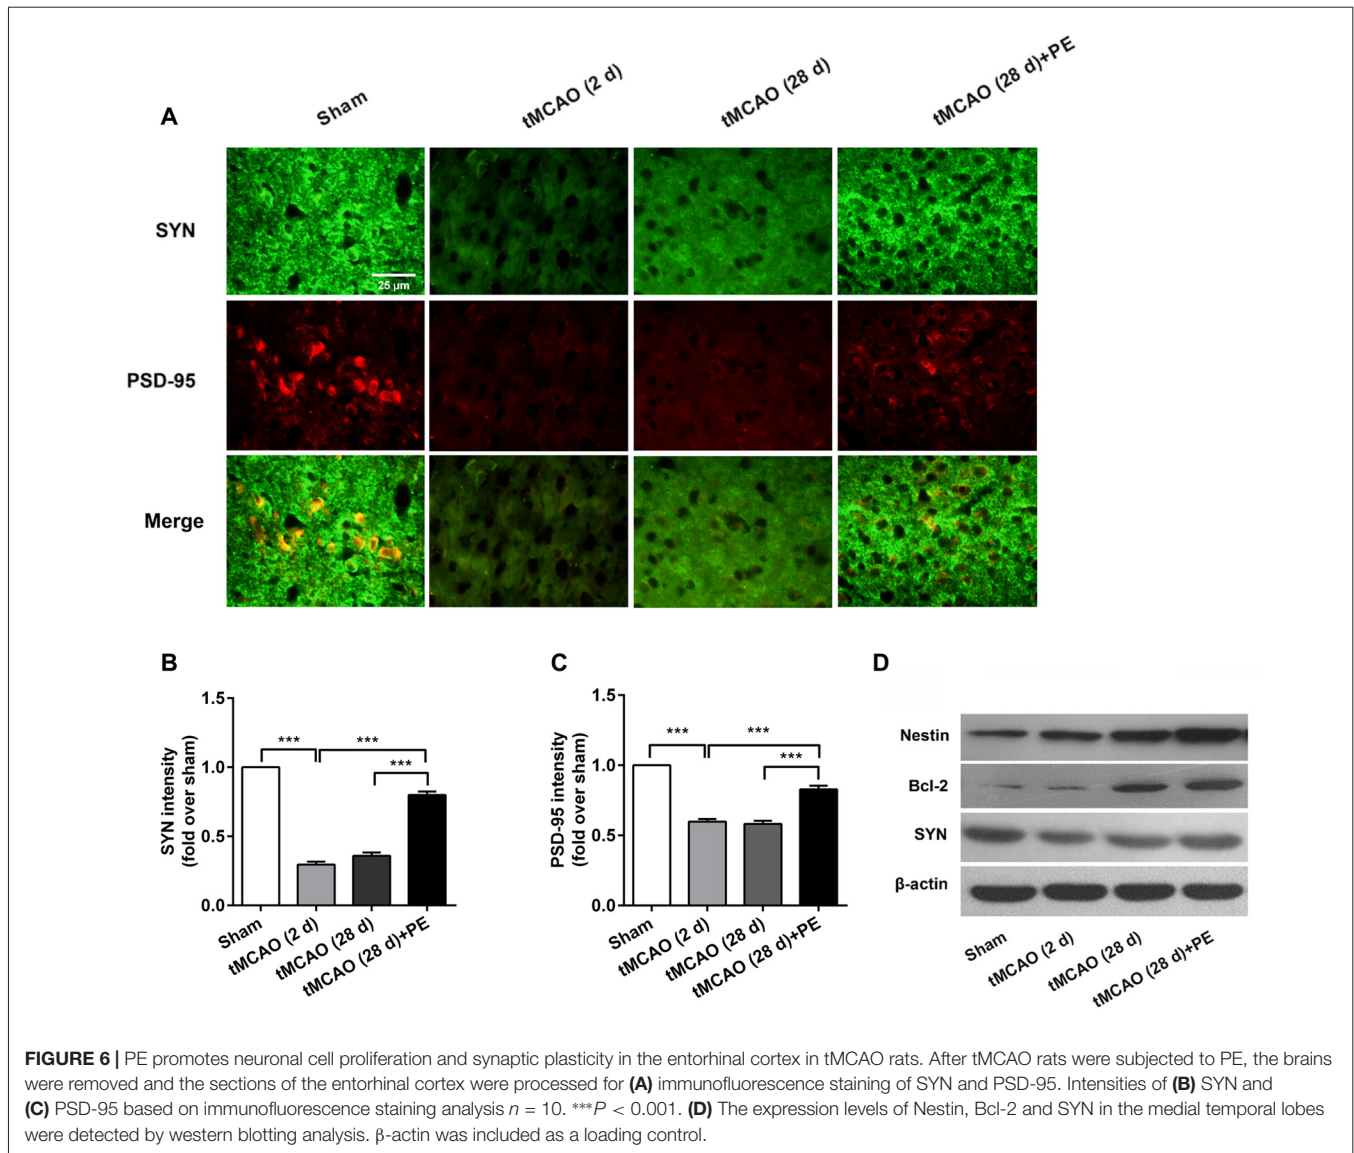 A
Sham
tMCAO (2 d)
tMCAO (28 d)
tMCAO (28 d)+PE
SYN
25 µm
PSD-95
Merge
B
SYN intensity
(fold over sham)
1.5
1.0
0.5
0.0
***
***
***
Sham
tMCAO (2 d)
tMCAO (28 d)
tMCAO (28 d)+PE
C
PSD-95 intensity
(fold over sham)
1.5
1.0
0.5
0.0
***
***
***
Sham
tMCAO (2 d)
tMCAO (28 d)
tMCAO (28 d)+PE
D
Nestin
Bcl-2
SYN
β-actin
Sham
tMCAO (2 d)
tMCAO (28 d)
tMCAO (28 d)+PE
FIGURE 6 | PE promotes neuronal cell proliferation and synaptic plasticity in the entorhinal cortex in tMCAO rats. After tMCAO rats were subjected to PE, the brains
were removed and the sections of the entorhinal cortex were processed for (A) immunofluorescence staining of SYN and PSD-95. Intensities of (B) SYN and
(C) PSD-95 based on immunofluorescence staining analysis n = 10. ***P < 0.001. (D) The expression levels of Nestin, Bcl-2 and SYN in the medial temporal lobes
were detected by western blotting analysis. β-actin was included as a loading control.